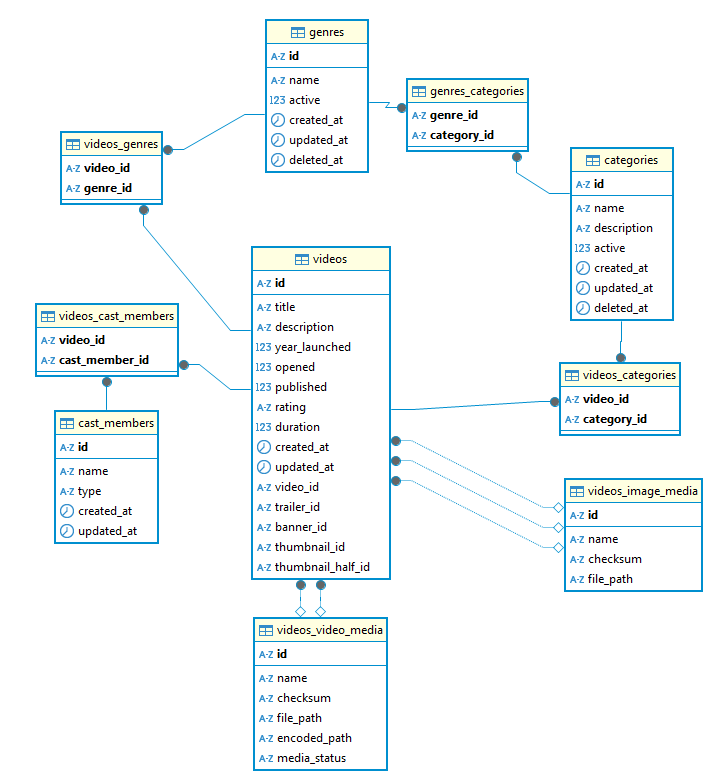 genres
A-Z id
A-Z name
123 active
created_at
updated_at
deleted_at
genres_categories
A-Z genre_id
A-Z category_id
videos_genres
A-Z video_id
A-Z genre_id
categories
A-Z id
A-Z name
A-Z description
123 active
created_at
updated_at
deleted_at
videos
A-Z id
A-Z title
A-Z description
123 year_launched
123 opened
123 published
A-Z rating
123 duration
created_at
updated_at
A-Z video_id
A-Z trailer_id
A-Z banner_id
A-Z thumbnail_id
A-Z thumbnail_half_id
videos_cast_members
A-Z video_id
A-Z cast_member_id
cast_members
A-Z id
A-Z name
A-Z type
created_at
updated_at
videos_categories
A-Z video_id
A-Z category_id
videos_image_media
A-Z id
A-Z name
A-Z checksum
A-Z file_path
videos_video_media
A-Z id
A-Z name
A-Z checksum
A-Z file_path
A-Z encoded_path
A-Z media_status